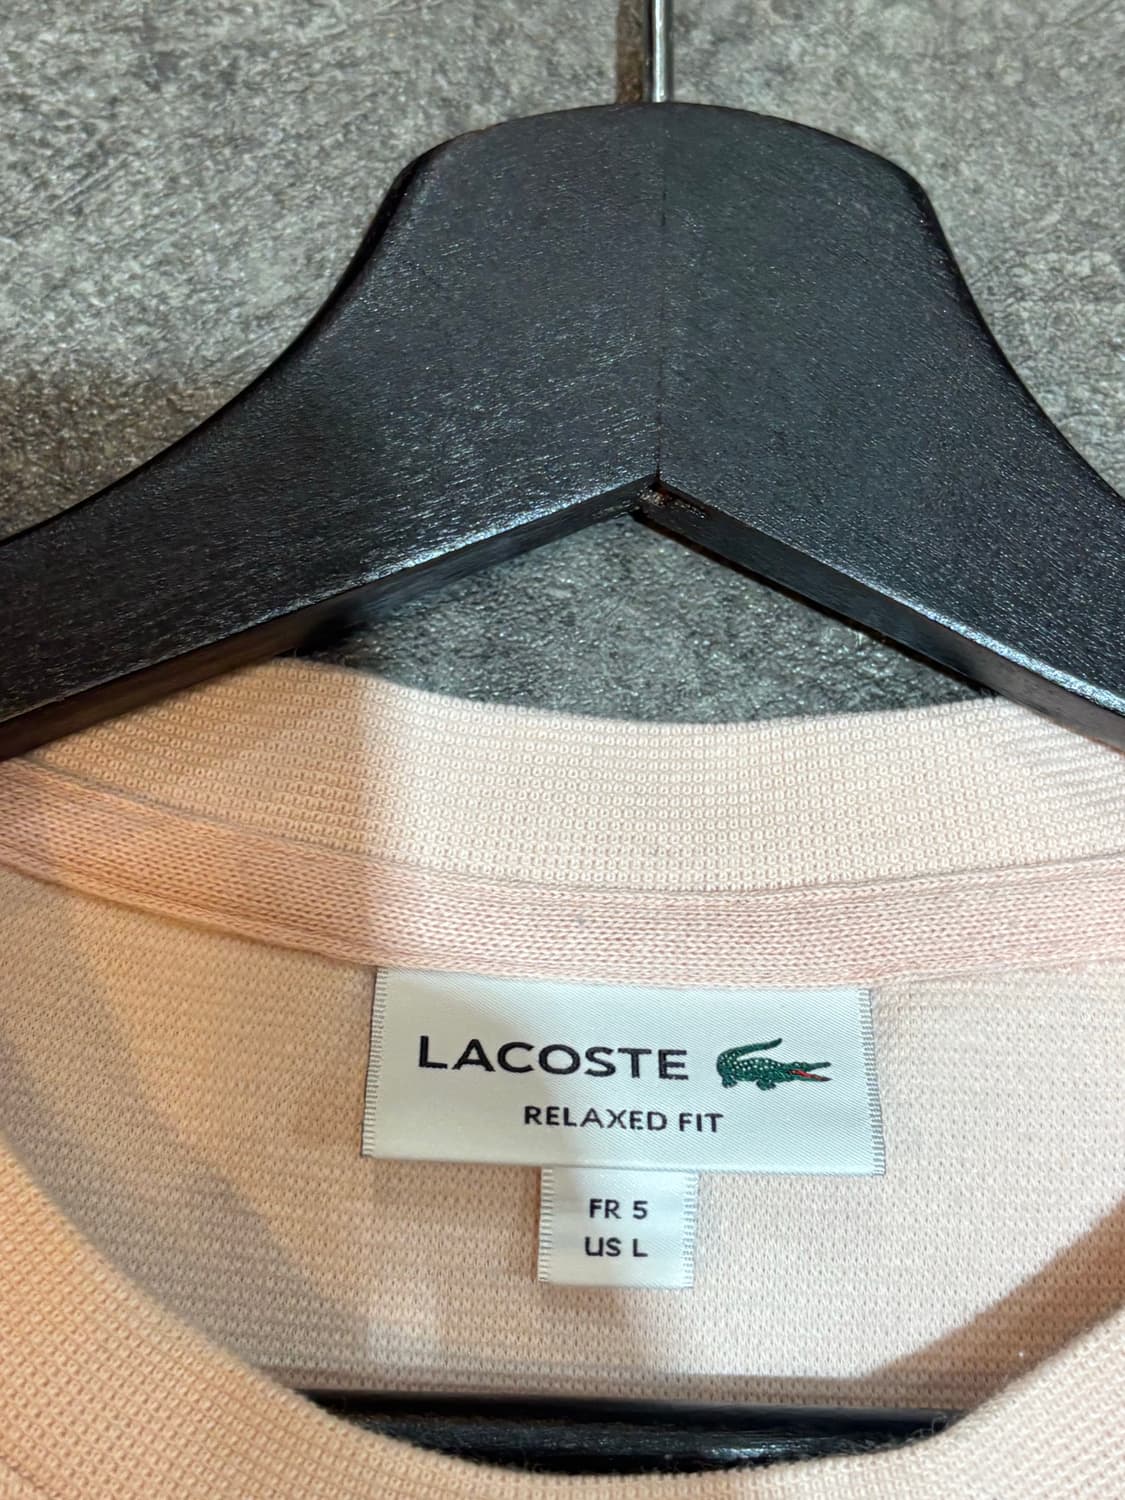 LACOSTE
RELAXED FIT
FR 5
US L